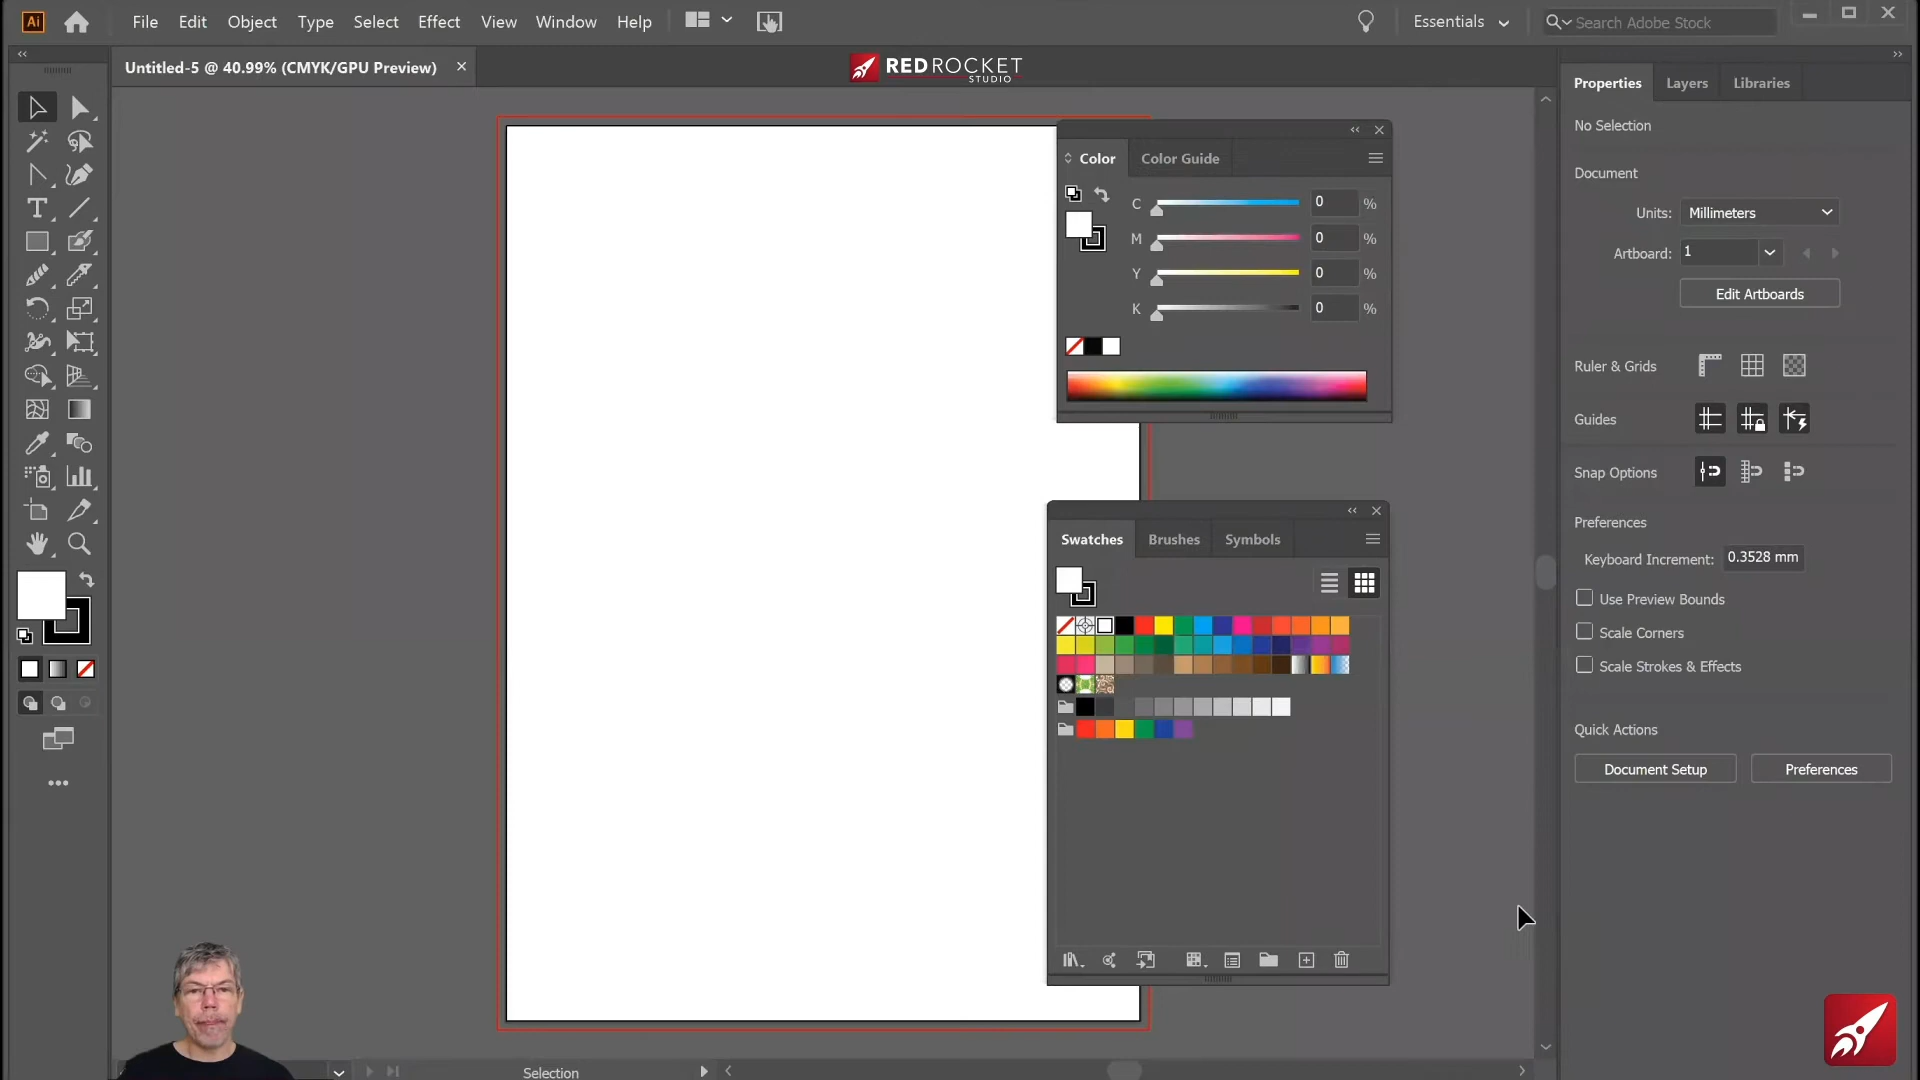 Ai
File Edit Object Type Select Effect View Window Help
Essentials
Search Adobe Stock
Untitled-5 @ 40.99% (CMYK/GPU Preview)
REDROCKET
STUDIO
Properties Layers Libraries
No Selection
Document
Units: Millimeters
Artboard: 1
Edit Artboards
Ruler & Grids
Guides
Snap Options
Preferences
Keyboard Increment: 0.3528 mm
Use Preview Bounds
Scale Corners
Scale Strokes & Effects
Quick Actions
Document Setup Preferences
Color Color Guide
C 0 %
M 0 %
Y 0 %
K 0 %
Swatches Brushes Symbols
Selection